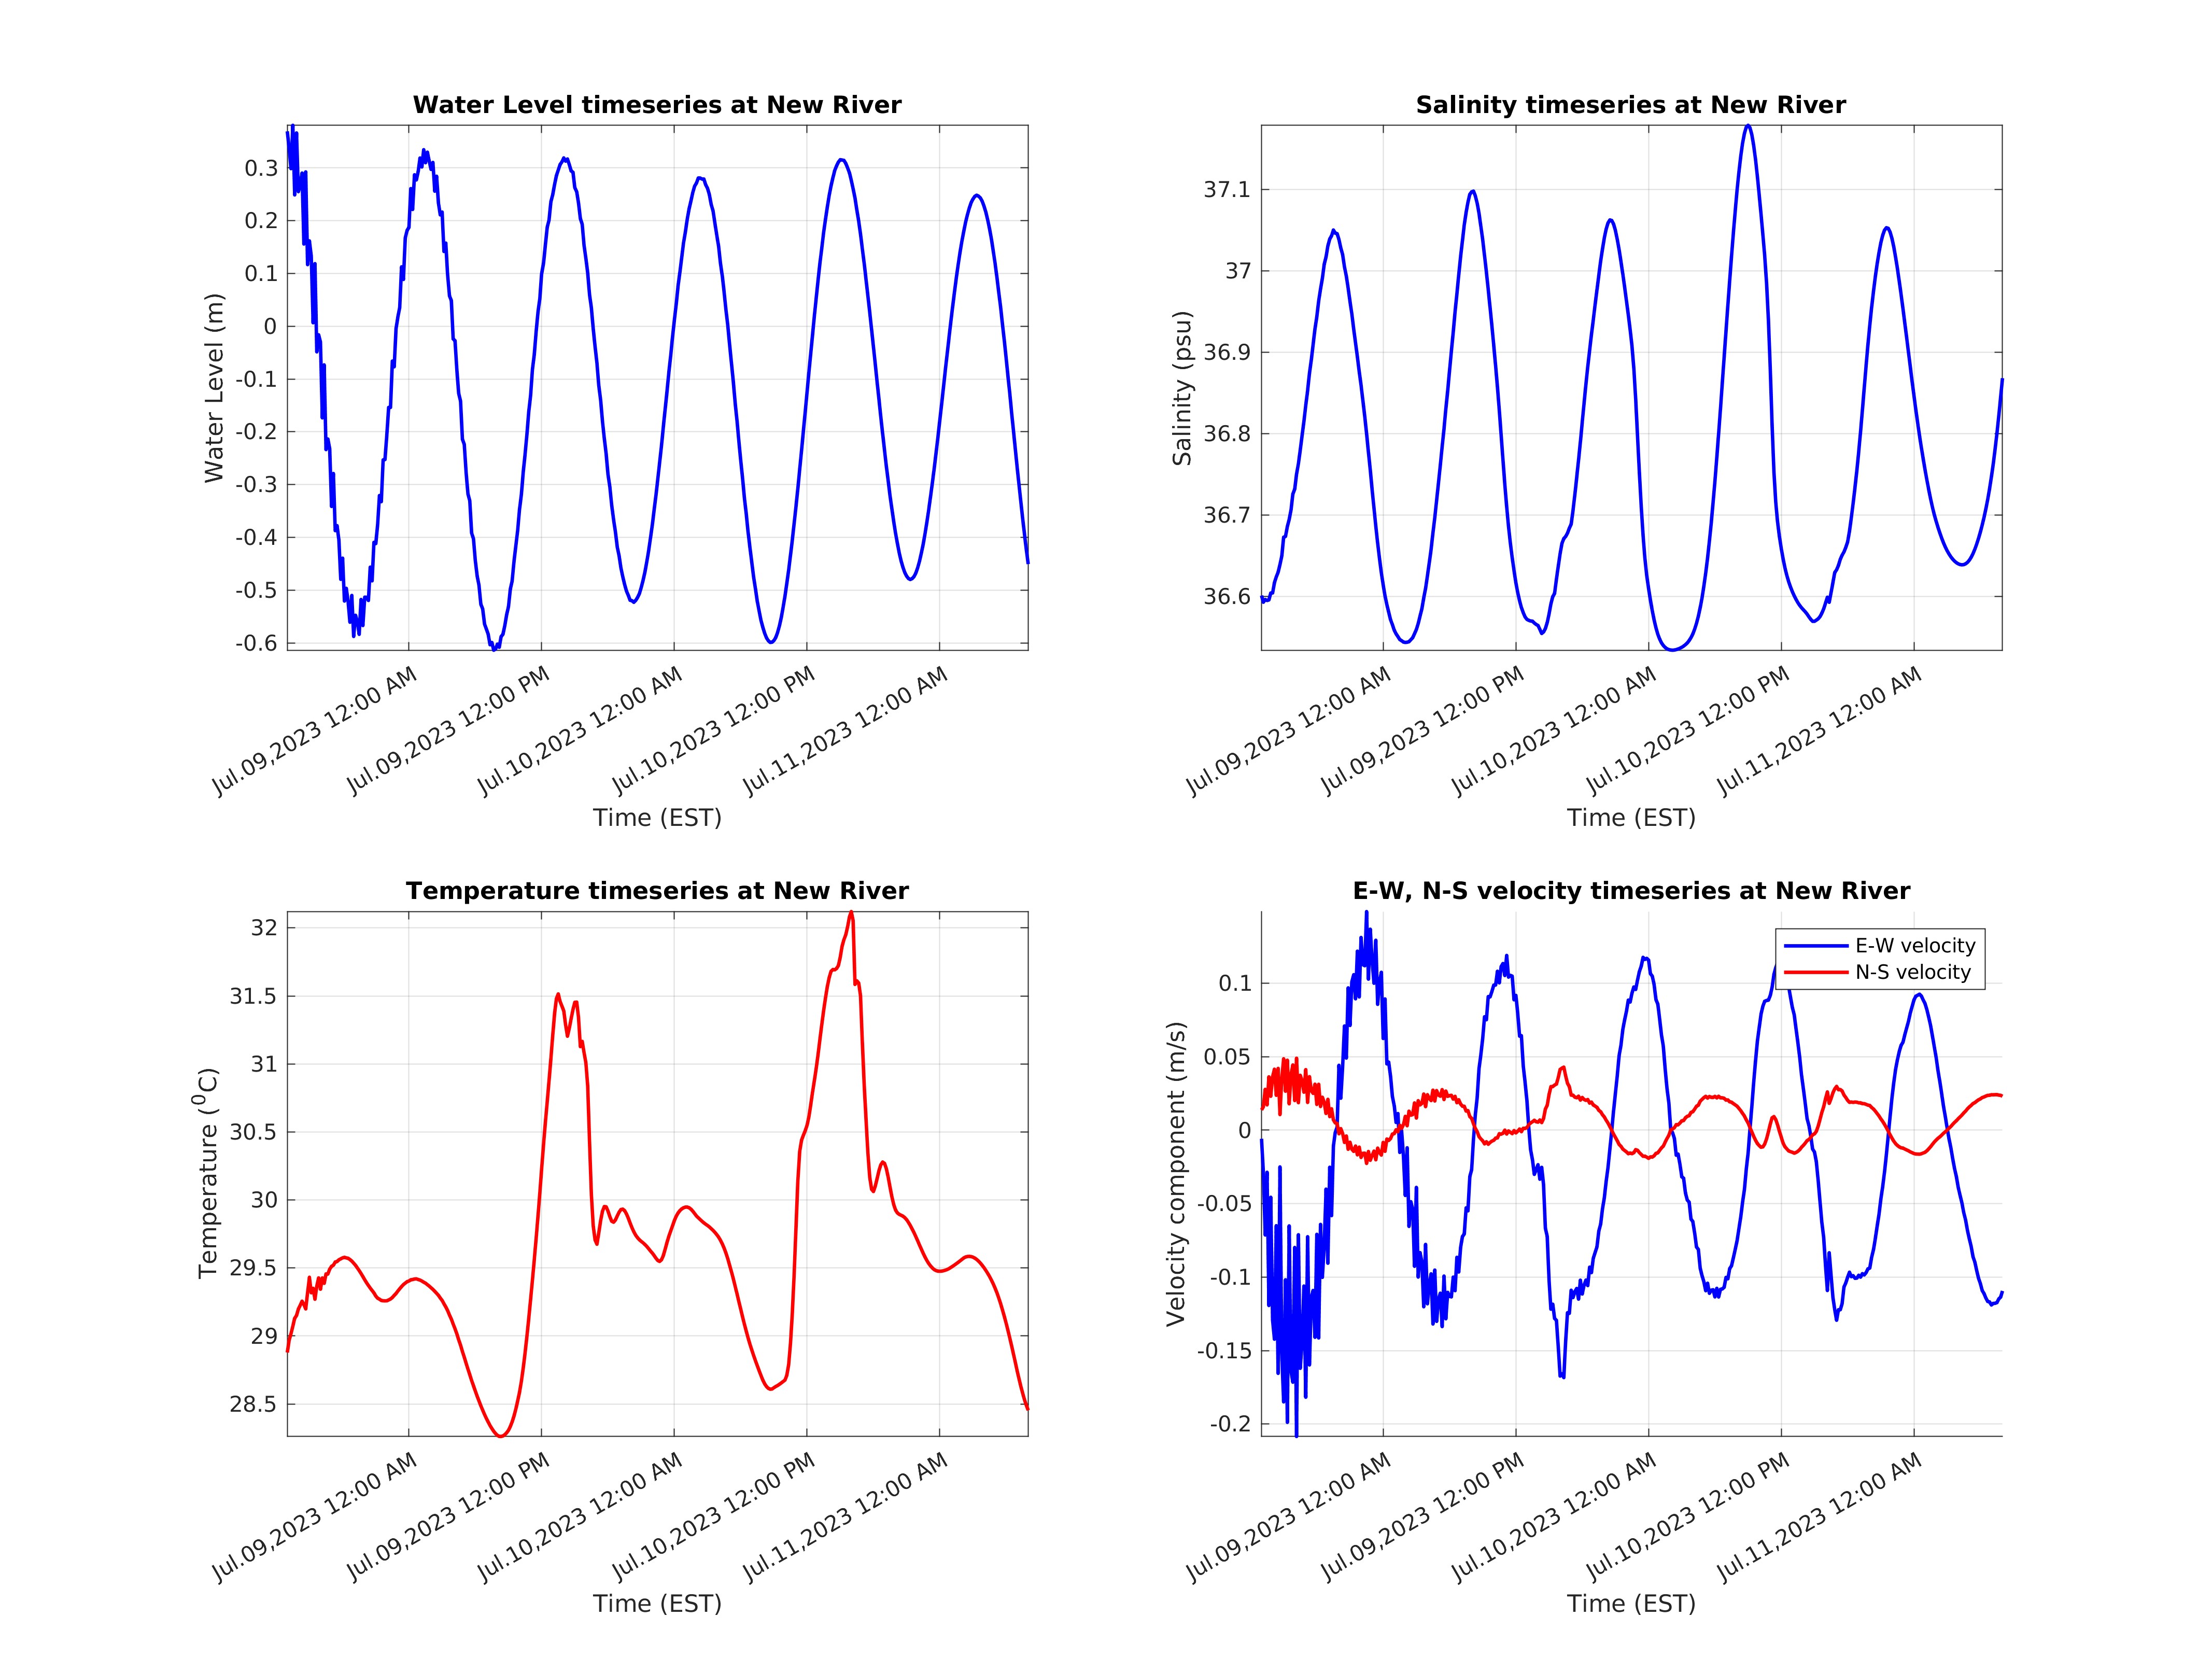 Water Level timeseries at New River
Water Level (m)
0.3
0.2
0.1
0
-0.1
-0.2
-0.3
-0.4
-0.5
-0.6
Jul.09,2023 12:00 AM
Jul.09,2023 12:00 PM
Jul.10,2023 12:00 AM
Jul.10,2023 12:00 PM
Jul.11,2023 12:00 AM
Time (EST)
Salinity timeseries at New River
Salinity (psu)
37.1
37
36.9
36.8
36.7
36.6
Jul.09,2023 12:00 AM
Jul.09,2023 12:00 PM
Jul.10,2023 12:00 AM
Jul.10,2023 12:00 PM
Jul.11,2023 12:00 AM
Time (EST)
Temperature timeseries at New River
Temperature (⁰C)
32
31.5
31
30.5
30
29.5
29
28.5
Jul.09,2023 12:00 AM
Jul.09,2023 12:00 PM
Jul.10,2023 12:00 AM
Jul.10,2023 12:00 PM
Jul.11,2023 12:00 AM
Time (EST)
E-W, N-S velocity timeseries at New River
Velocity component (m/s)
E-W velocity
N-S velocity
0.1
0.05
0
-0.05
-0.1
-0.15
-0.2
Jul.09,2023 12:00 AM
Jul.09,2023 12:00 PM
Jul.10,2023 12:00 AM
Jul.10,2023 12:00 PM
Jul.11,2023 12:00 AM
Time (EST)